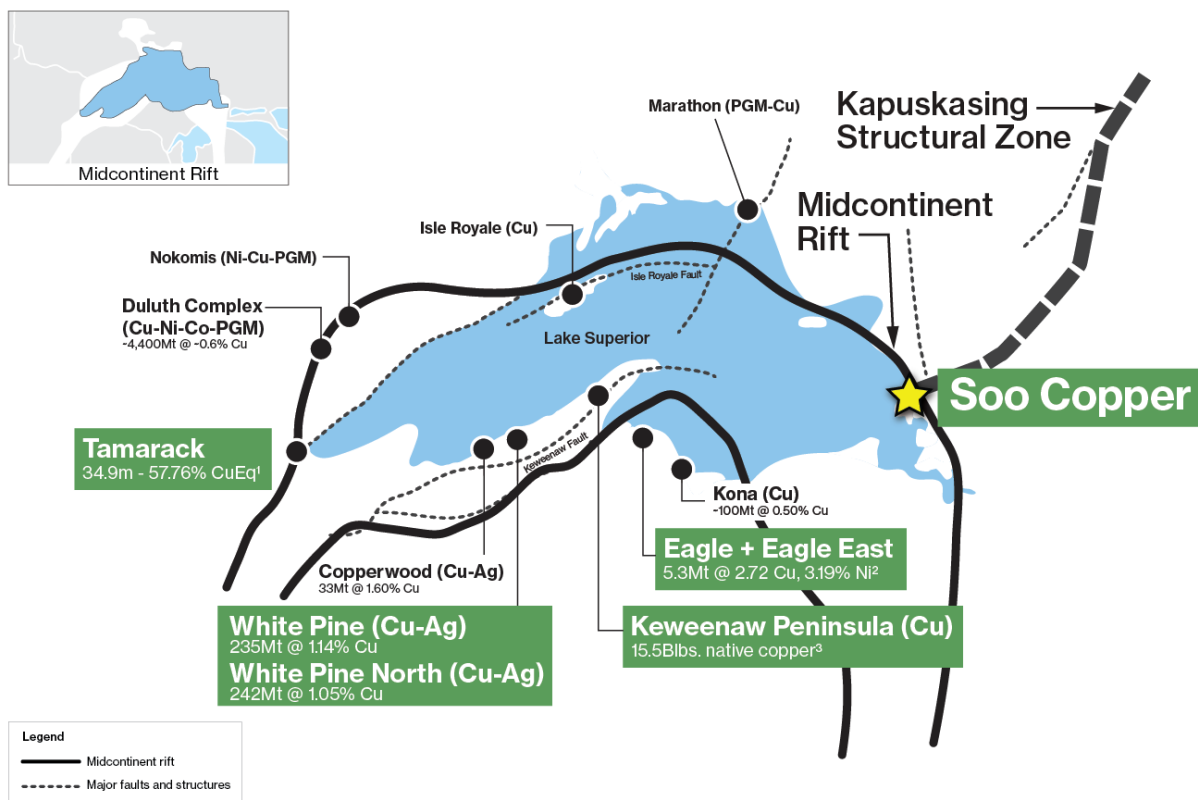 Midcontinent Rift
Marathon (PGM-Cu)
Kapuskasing
Structural Zone
Midcontinent
Rift
Isle Royale (Cu)
Nokomis (Ni-Cu-PGM)
Isle Royale Fault
Duluth Complex
(Cu-Ni-Co-PGM)
~4,400Mt @ ~0.6% Cu
Lake Superior
Soo Copper
Tamarack
34.9m - 57.76% CuEq¹
Keweenaw Fault
Kona (Cu)
~100Mt @ 0.50% Cu
Eagle + Eagle East
5.3Mt @ 2.72 Cu, 3.19% Ni²
Copperwood (Cu-Ag)
33Mt @ 1.60% Cu
White Pine (Cu-Ag)
235Mt @ 1.14% Cu
White Pine North (Cu-Ag)
242Mt @ 1.05% Cu
Keweenaw Peninsula (Cu)
15.5Blbs. native copper³
Legend
Midcontinent rift
Major faults and structures